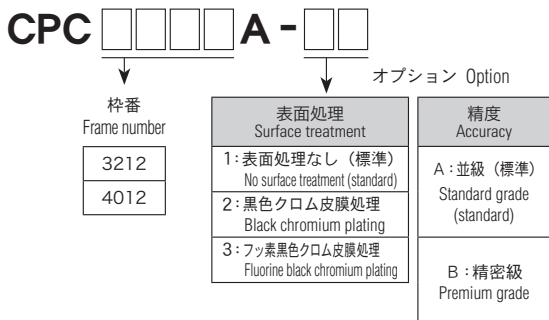 CPC □□□□ A - □□
オプション Option
枠番
Frame number
3212
4012
表面処理
Surface treatment
1：表面処理なし（標準）
No surface treatment (standard)
2：黒色クロム皮膜処理
Black chromium plating
3：フッ素黒色クロム皮膜処理
Fluorine black chromium plating
精度
Accuracy
A：並級（標準）
Standard grade
(standard)
B：精密級
Premium grade